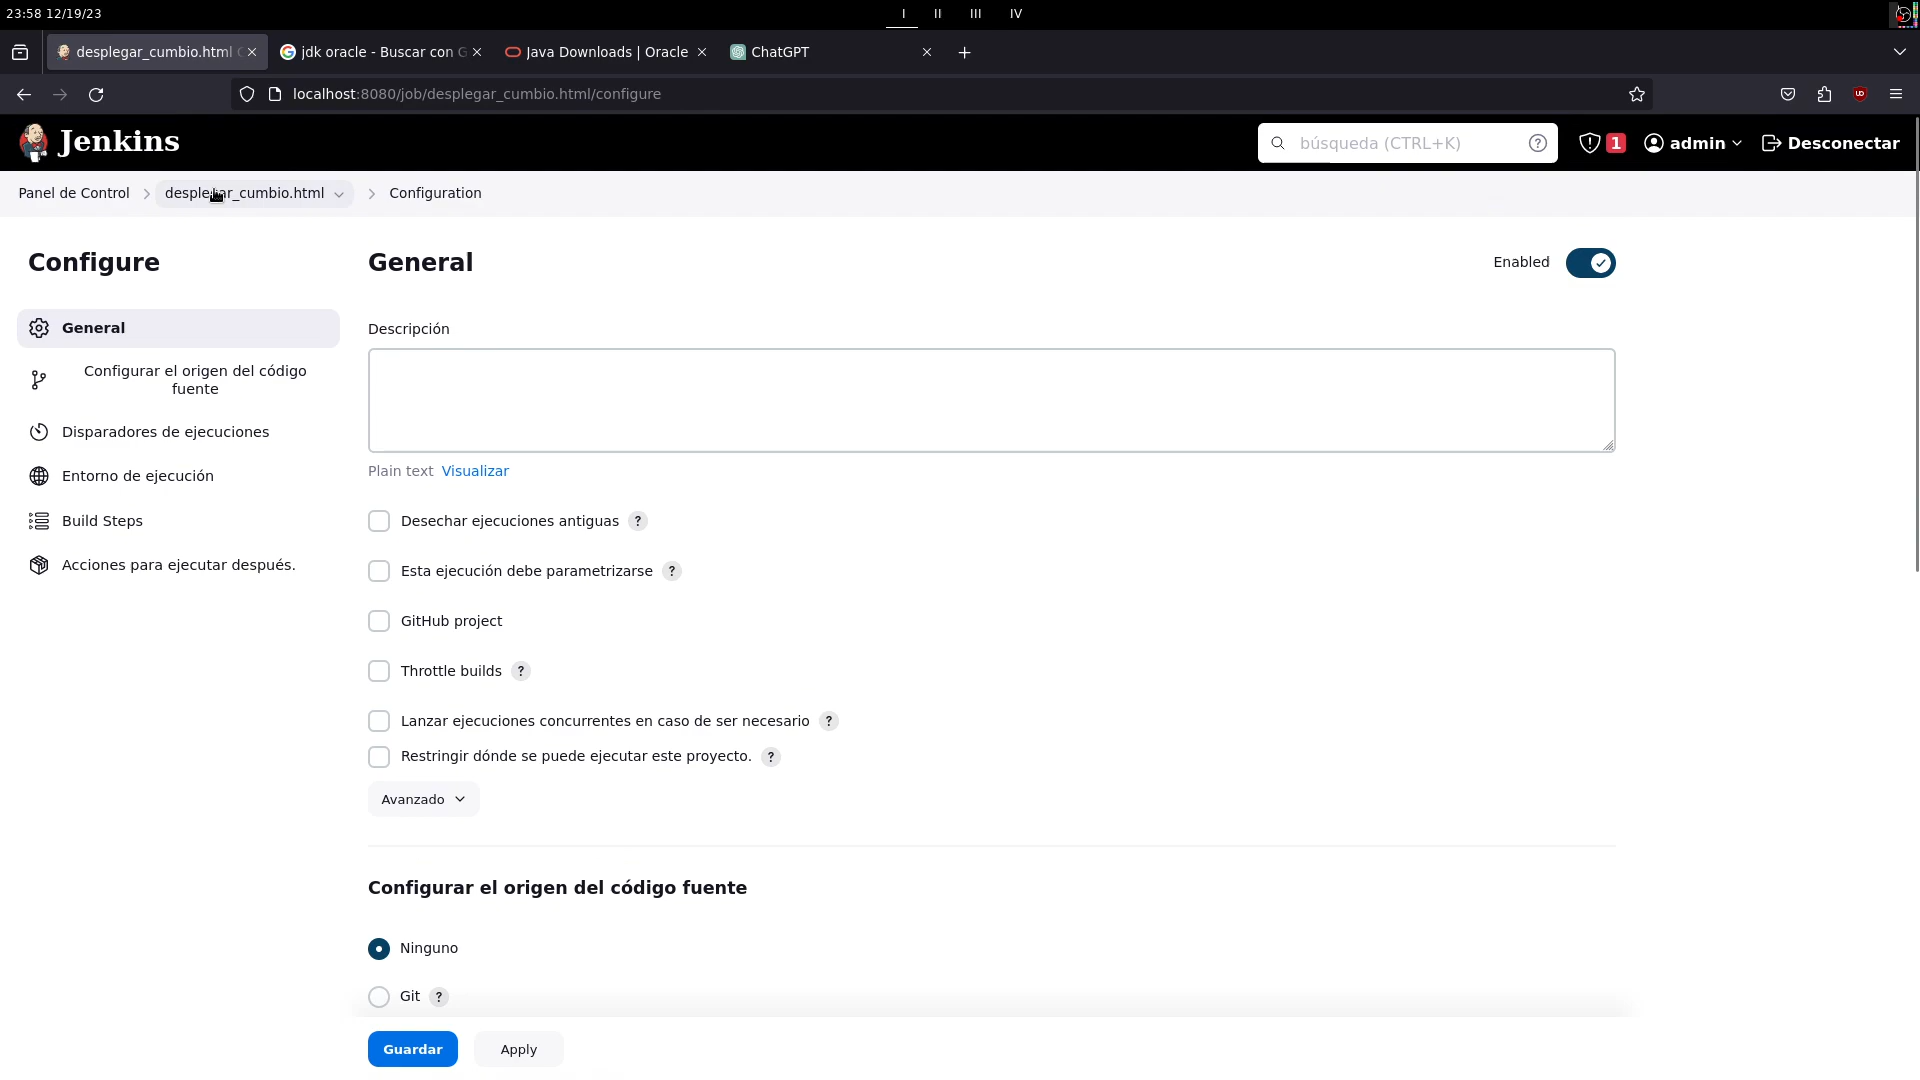 23:58 12/19/23
I II III IV
desplegar_cumbio.html
jdk oracle - Buscar con G
Java Downloads | Oracle
ChatGPT
localhost:8080/job/desplegar_cumbio.html/configure
Jenkins
búsqueda (CTRL+K)
?
1
admin
Desconectar
Panel de Control
desplegar_cumbio.html
Configuration
Configure
General
Configurar el origen del código
fuente
Disparadores de ejecuciones
Entorno de ejecución
Build Steps
Acciones para ejecutar después.
General
Enabled
Descripción
Plain text Visualizar
Desechar ejecuciones antiguas ?
Esta ejecución debe parametrizarse ?
GitHub project
Throttle builds ?
Lanzar ejecuciones concurrentes en caso de ser necesario ?
Restringir dónde se puede ejecutar este proyecto. ?
Avanzado
Configurar el origen del código fuente
Ninguno
Git ?
Guardar
Apply